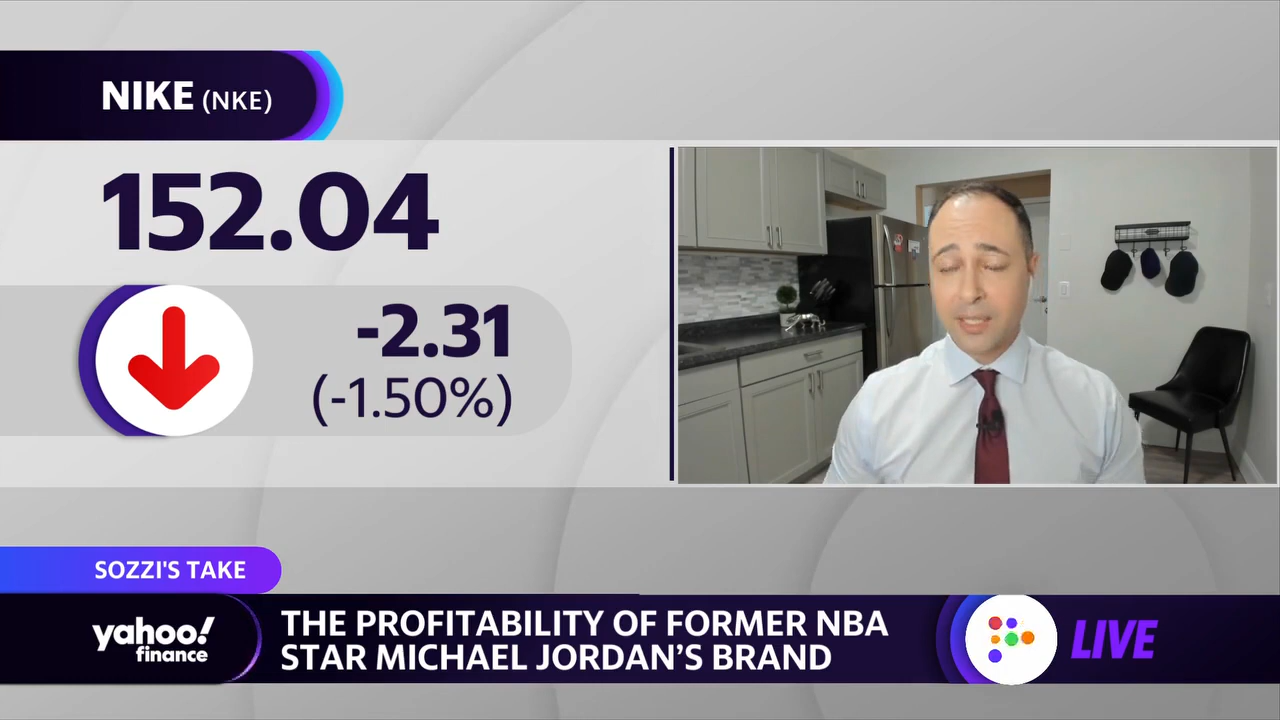 NIKE (NKE)
152.04
-2.31
(-1.50%)
SOZZI'S TAKE
yahoo!
finance
THE PROFITABILITY OF FORMER NBA
STAR MICHAEL JORDAN’S BRAND
LIVE